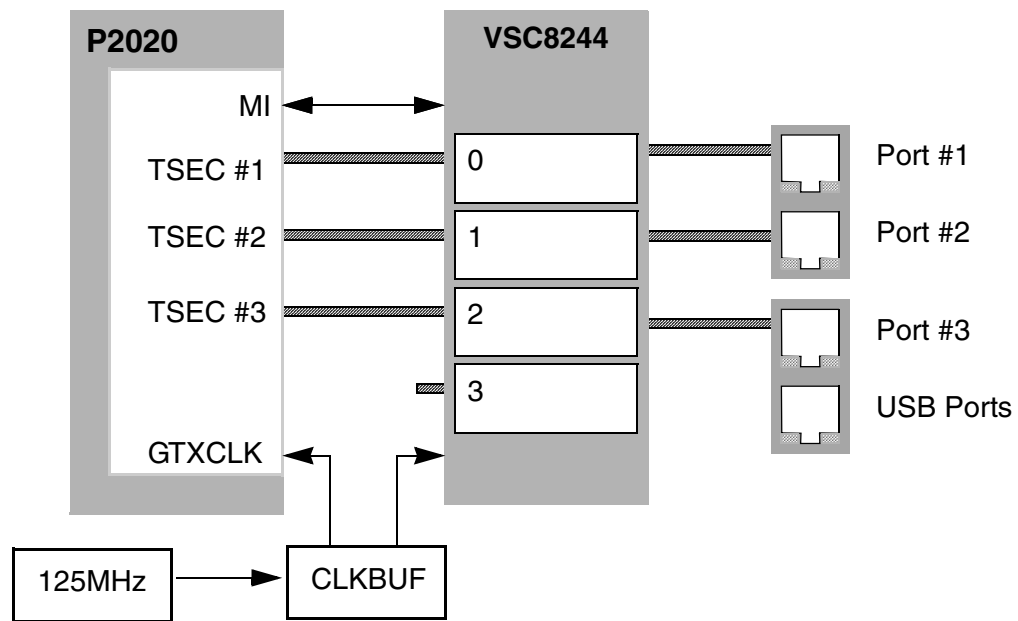 P2020
VSC8244
MI
TSEC #1
0
Port #1
TSEC #2
1
Port #2
TSEC #3
2
Port #3
3
USB Ports
GTXCLK
125MHz
CLKBUF